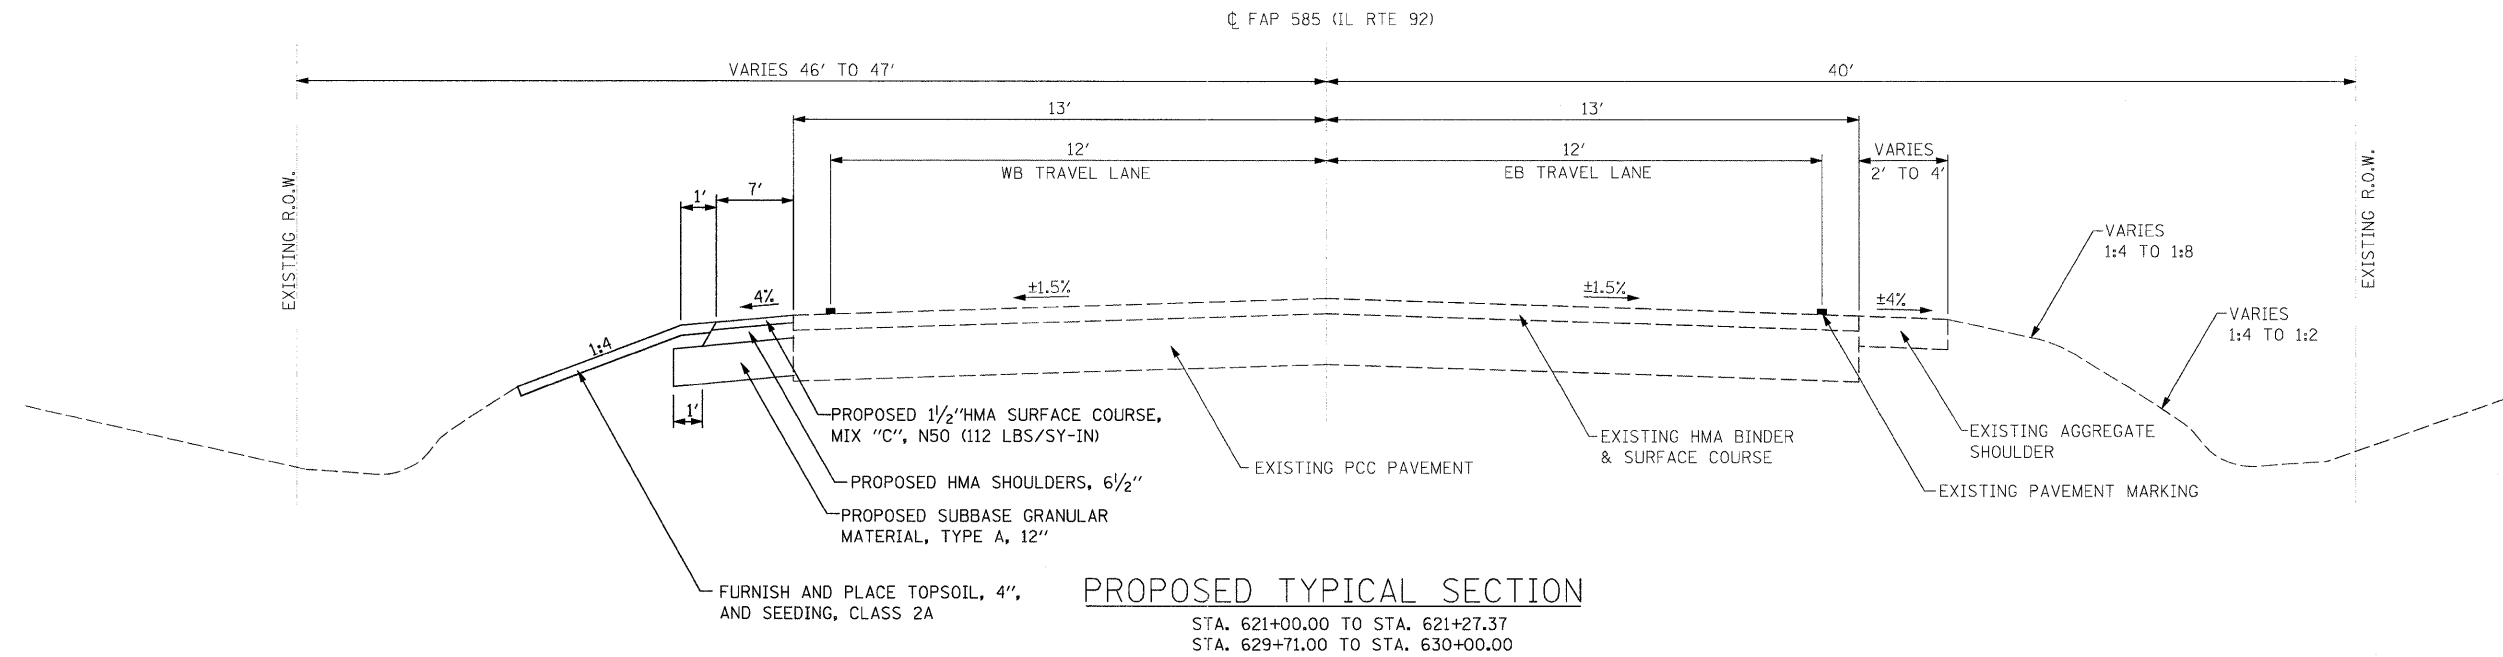 ℄ FAP 585 (IL RTE 92)
VARIES 46' TO 47'
40'
13'
13'
12'
WB TRAVEL LANE
12'
EB TRAVEL LANE
VARIES
2' TO 4'
1'
7'
EXISTING R.O.W.
EXISTING R.O.W.
VARIES
1:4 TO 1:8
VARIES
1:4 TO 1:2
4%
±1.5%
±1.5%
±4%
1:4
1'
PROPOSED 1½"HMA SURFACE COURSE,
MIX "C", N50 (112 LBS/SY-IN)
PROPOSED HMA SHOULDERS, 6½"
PROPOSED SUBBASE GRANULAR
MATERIAL, TYPE A, 12"
FURNISH AND PLACE TOPSOIL, 4",
AND SEEDING, CLASS 2A
EXISTING PCC PAVEMENT
EXISTING HMA BINDER
& SURFACE COURSE
EXISTING AGGREGATE
SHOULDER
EXISTING PAVEMENT MARKING
PROPOSED TYPICAL SECTION
STA. 621+00.00 TO STA. 621+27.37
STA. 629+71.00 TO STA. 630+00.00